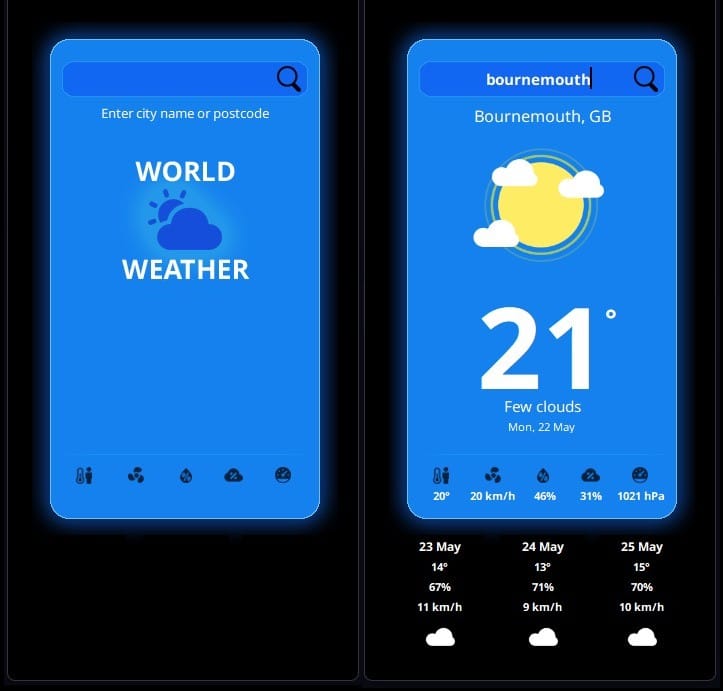 Enter city name or postcode
WORLD
WEATHER
bournemouth
Bournemouth, GB
21°
Few clouds
Mon, 22 May
20° 20 km/h 46% 31% 1021 hPa
23 May 24 May 25 May
14° 13° 15°
67% 71% 70%
11 km/h 9 km/h 10 km/h